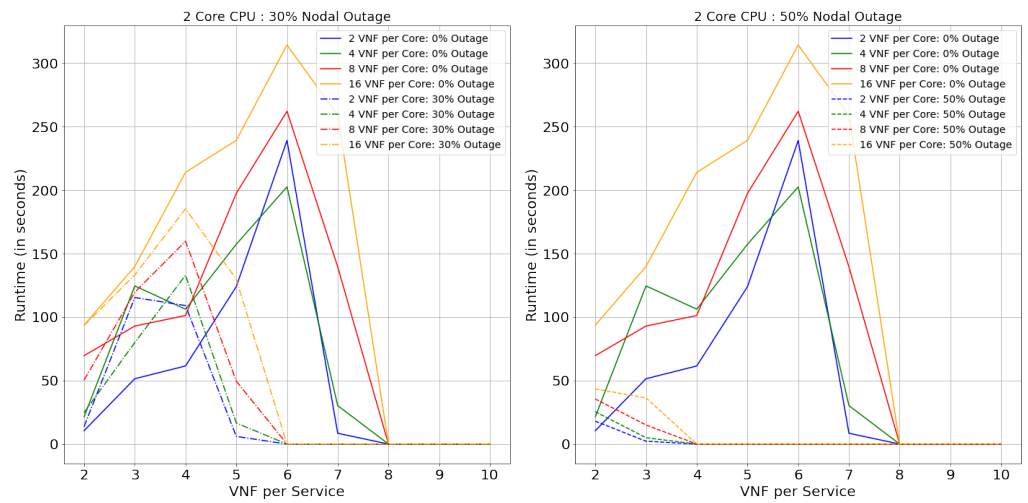 2 Core CPU : 30% Nodal Outage
Runtime (in seconds)
300
250
200
150
100
50
0
2 VNF per Core: 0% Outage
4 VNF per Core: 0% Outage
8 VNF per Core: 0% Outage
16 VNF per Core: 0% Outage
2 VNF per Core: 30% Outage
4 VNF per Core: 30% Outage
8 VNF per Core: 30% Outage
16 VNF per Core: 30% Outage
2 3 4 5 6 7 8 9 10
VNF per Service
2 Core CPU : 50% Nodal Outage
Runtime (in seconds)
300
250
200
150
100
50
0
2 VNF per Core: 0% Outage
4 VNF per Core: 0% Outage
8 VNF per Core: 0% Outage
16 VNF per Core: 0% Outage
2 VNF per Core: 50% Outage
4 VNF per Core: 50% Outage
8 VNF per Core: 50% Outage
16 VNF per Core: 50% Outage
2 3 4 5 6 7 8 9 10
VNF per Service